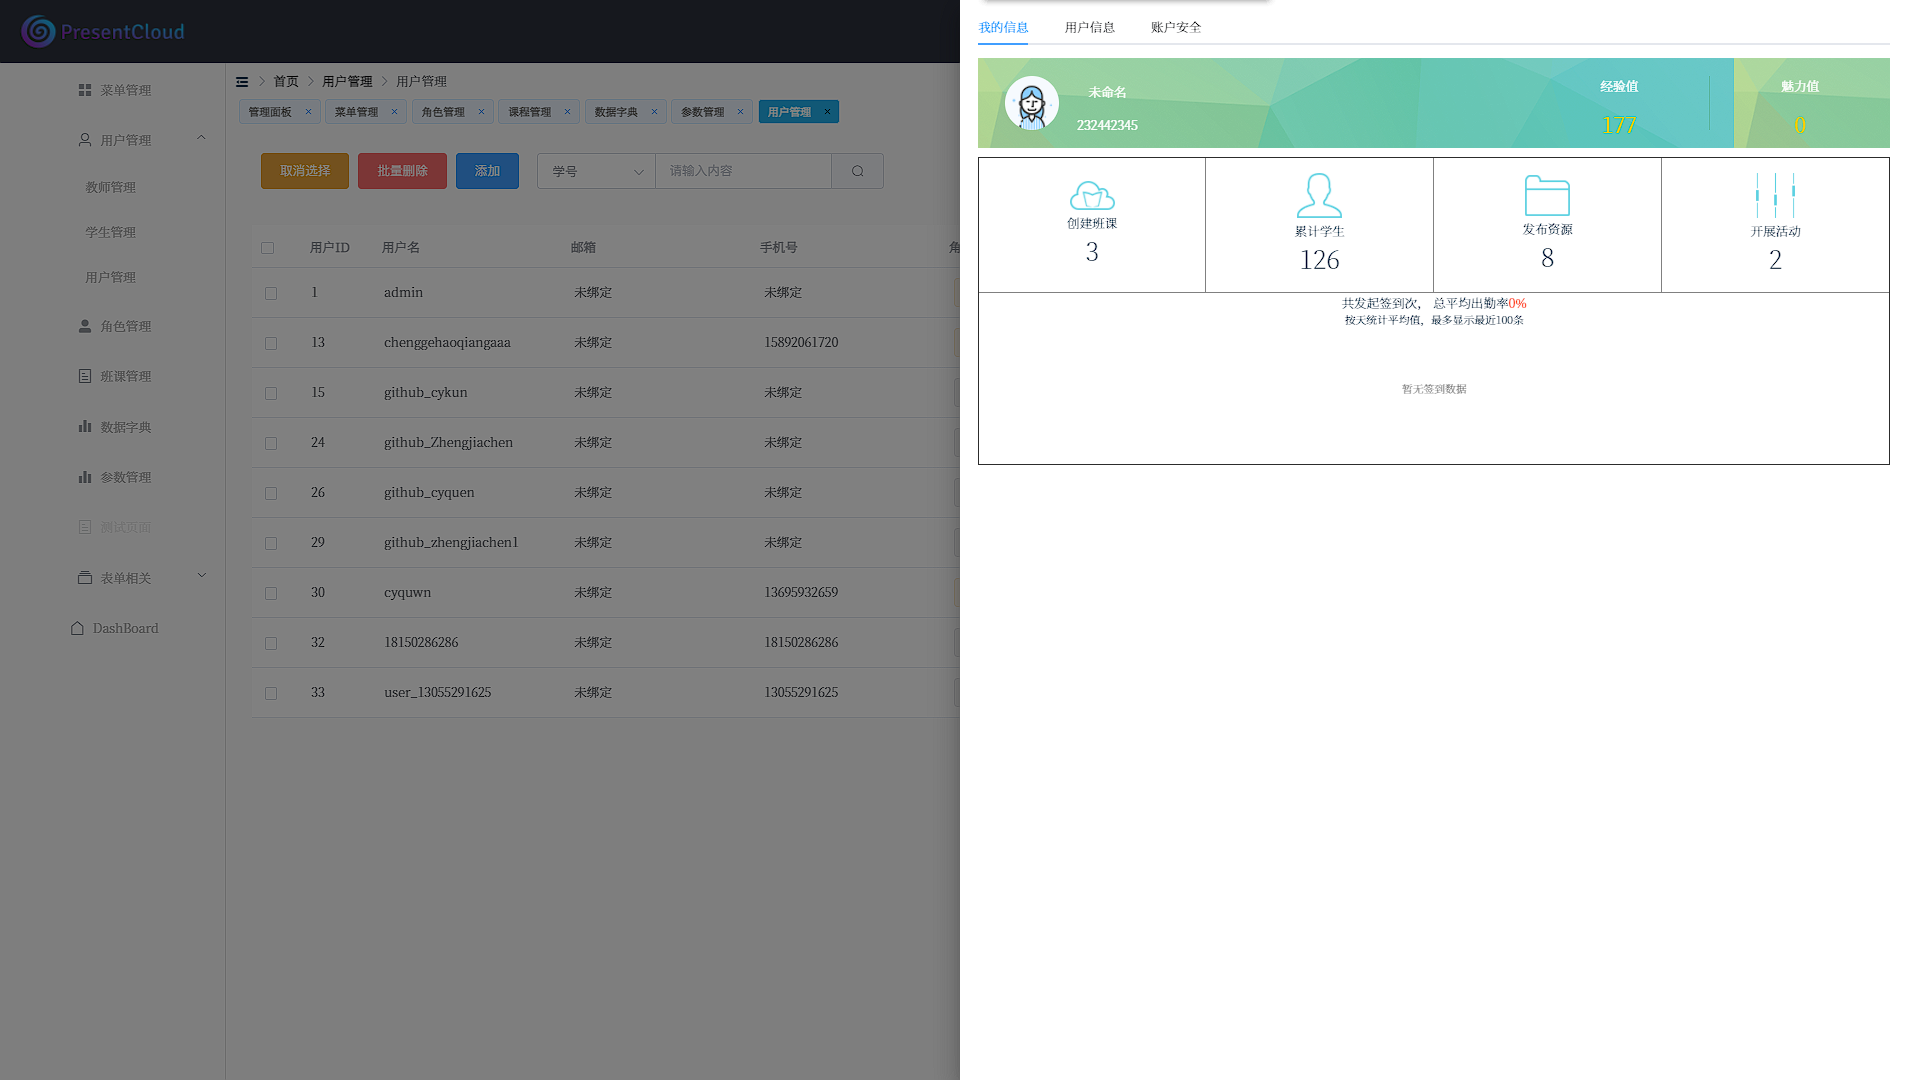 PresentCloud
菜单管理
用户管理
教师管理
学生管理
用户管理
角色管理
班课管理
数据字典
参数管理
测试页面
表单相关
DashBoard
首页 用户管理 用户管理
管理面板 菜单管理 角色管理 课程管理 数据字典 参数管理 用户管理
取消选择 批量删除 添加 学号 请输入内容
用户ID 用户名 邮箱 手机号 角
1 admin 未绑定 未绑定
13 chenggehaoqiangaaa 未绑定 15892061720
15 github_cykun 未绑定 未绑定
24 github_Zhengjiachen 未绑定 未绑定
26 github_cyquen 未绑定 未绑定
29 github_zhengjiachen1 未绑定 未绑定
30 cyquwn 未绑定 13695932659
32 18150286286 未绑定 18150286286
33 user_13055291625 未绑定 13055291625
我的信息 用户信息 账户安全
未命名
232442345
经验值
177
魅力值
0
创建班课
3
累计学生
126
发布资源
8
开展活动
2
共发起签到次， 总平均出勤率0%
按天统计平均值，最多显示最近100条
暂无签到数据